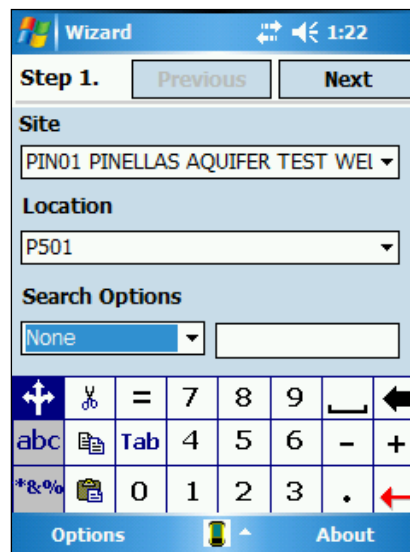 Wizard 1:22
Step 1. Previous Next
Site
PIN01 PINELLAS AQUIFER TEST WEL
Location
P501
Search Options
None
= 7 8 9
abc Tab 4 5 6 - +
*&% 0 1 2 3 .
Options About